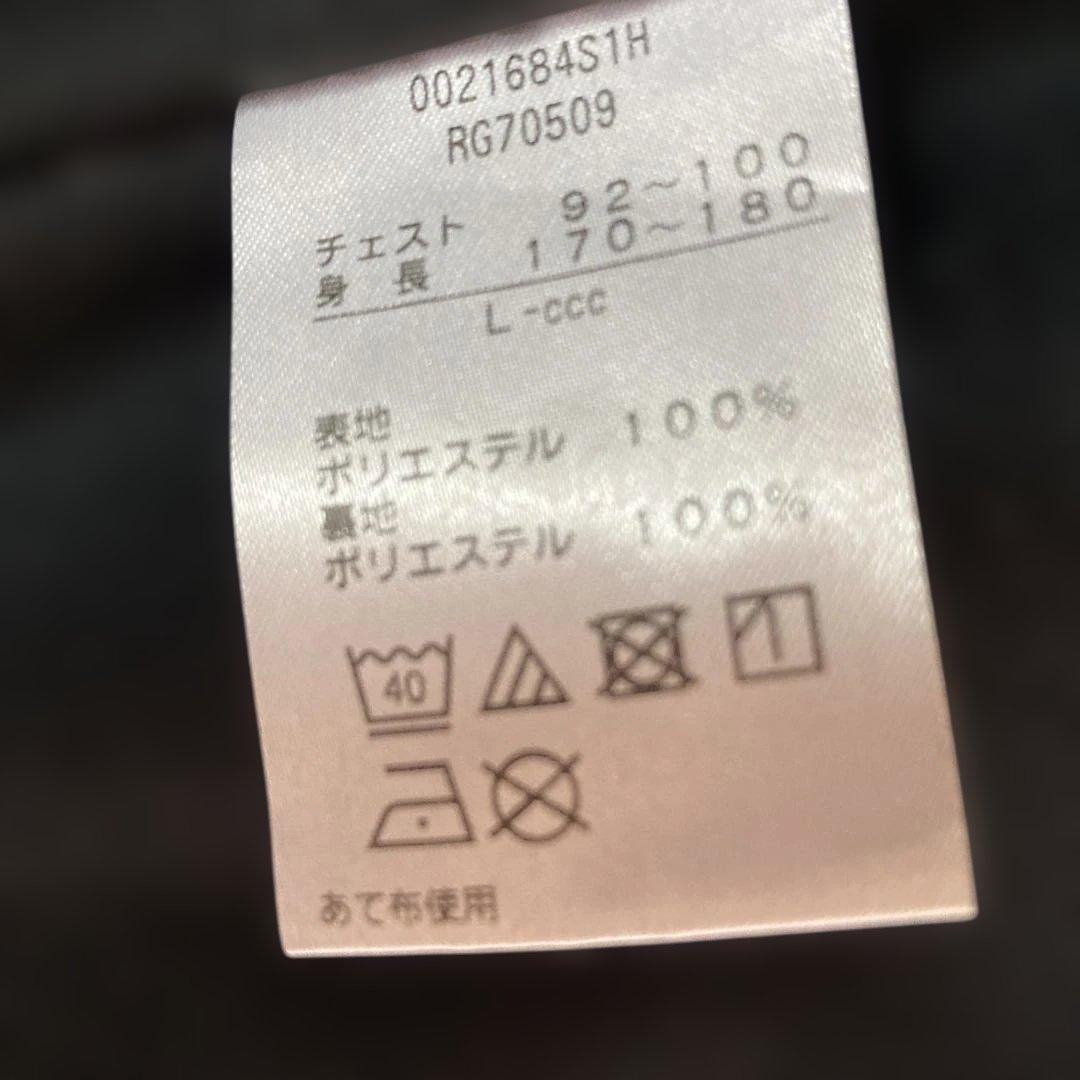 0021684S1H
RG70509
チェスト 92～100
身長 170～180
L-ccc
表地
ポリエステル 100%
裏地
ポリエステル 100%
40
あて布使用